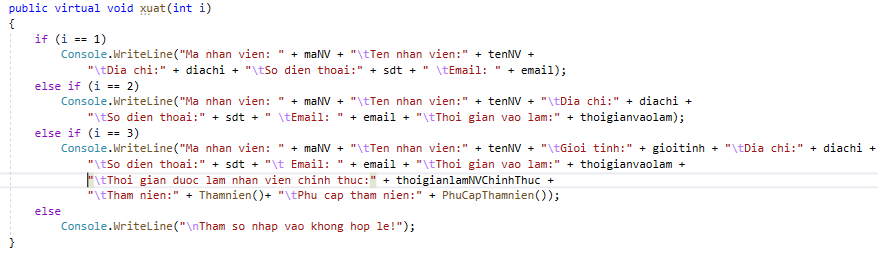 public virtual void xuat(int i)
{
if (i == 1)
Console.WriteLine("Ma nhan vien: " + maNV + "\tTen nhan vien:" + tenNV +
"\tDia chi:" + diachi + "\tSo dien thoai:" + sdt + " \tEmail: " + email);
else if (i == 2)
Console.WriteLine("Ma nhan vien: " + maNV + "\tTen nhan vien:" + tenNV + "\tDia chi:" + diachi +
"\tSo dien thoai:" + sdt + " \tEmail: " + email + "\tThoi gian vao lam:" + thoigianvaolam);
else if (i == 3)
Console.WriteLine("Ma nhan vien: " + maNV + "\tTen nhan vien:" + tenNV + "\tGioi tinh:" + gioitinh + "\tDia chi:" + diachi +
"\tSo dien thoai:" + sdt + "\t Email: " + email + "\tThoi gian vao lam:" + thoigianvaolam +
"\tThoi gian duoc lam nhan vien chinh thuc:" + thoigianlamNVChinhThuc +
"\tTham nien:" + Thamnien()+ "\tPhu cap tham nien:" + PhuCapThamnien());
else
Console.WriteLine("\nTham so nhap vao khong hop le!");
}